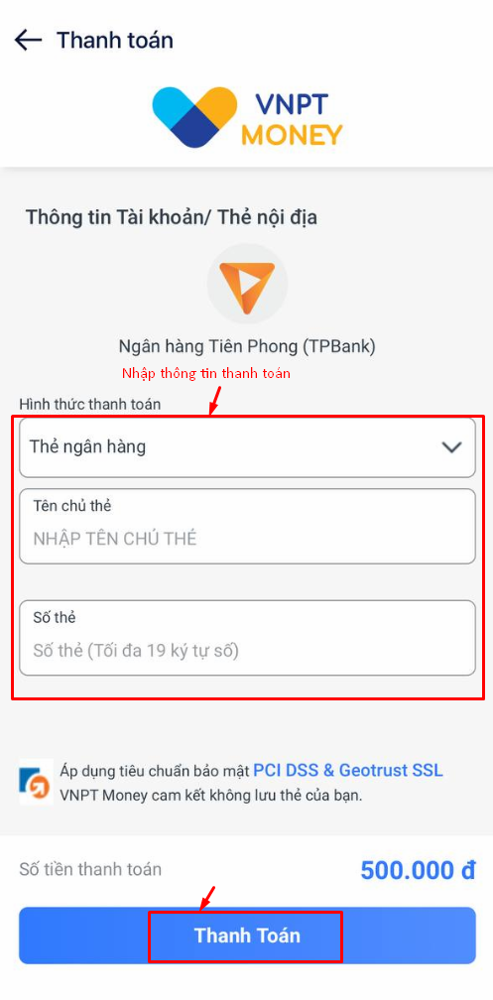 Thanh toán
VNPT
MONEY
Thông tin Tài khoản/ Thẻ nội địa
Ngân hàng Tiên Phong (TPBank)
Nhập thông tin thanh toán
Hình thức thanh toán
Thẻ ngân hàng
Tên chủ thẻ
NHẬP TÊN CHỦ THẺ
Số thẻ
Số thẻ (Tối đa 19 ký tự số)
Áp dụng tiêu chuẩn bảo mật PCI DSS & Geotrust SSL
VNPT Money cam kết không lưu thẻ của bạn.
Số tiền thanh toán
500.000 đ
Thanh Toán